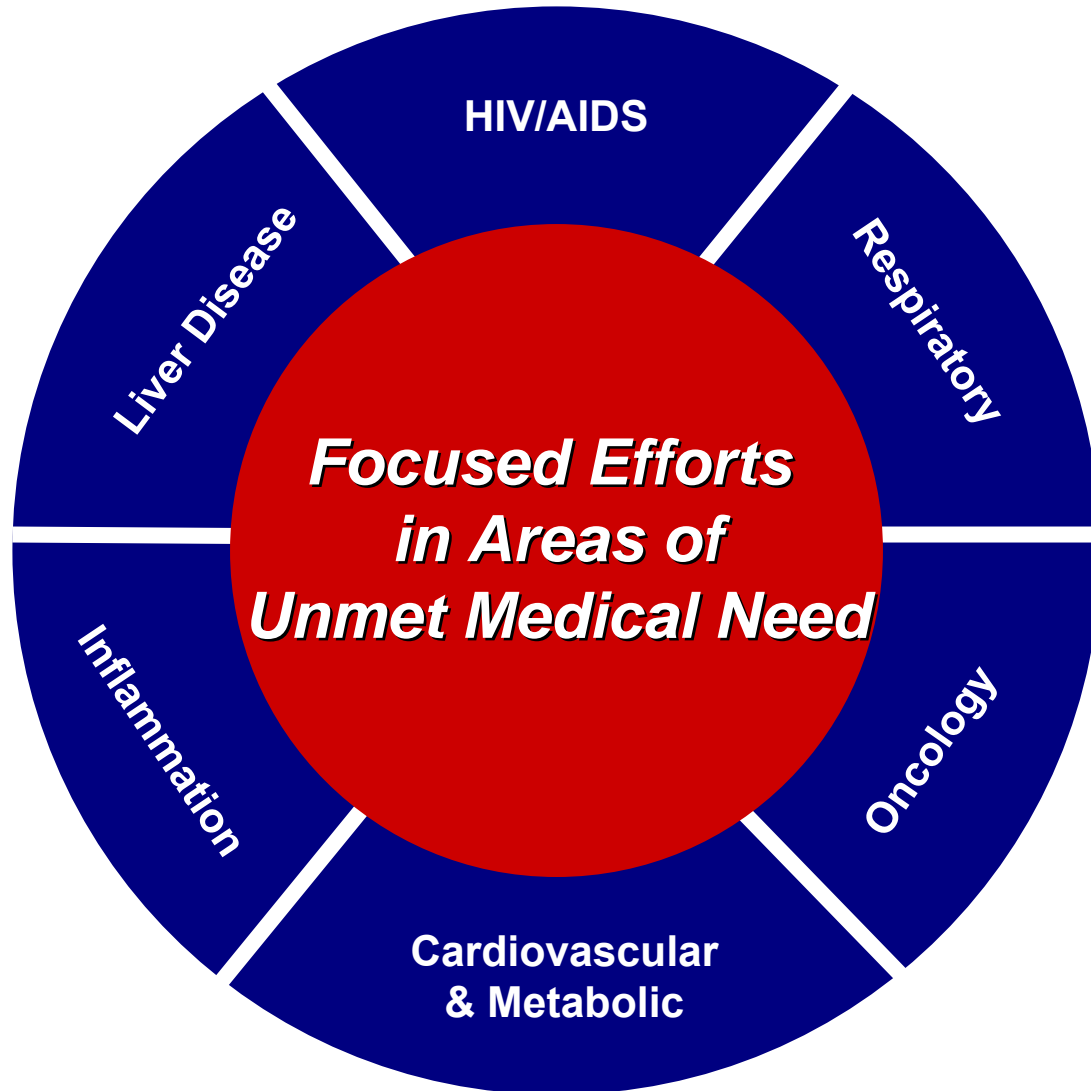 HIV/AIDS
Respiratory
Oncology
Cardiovascular
& Metabolic
Inflammation
Liver Disease
Focused Efforts
in Areas of
Unmet Medical Need